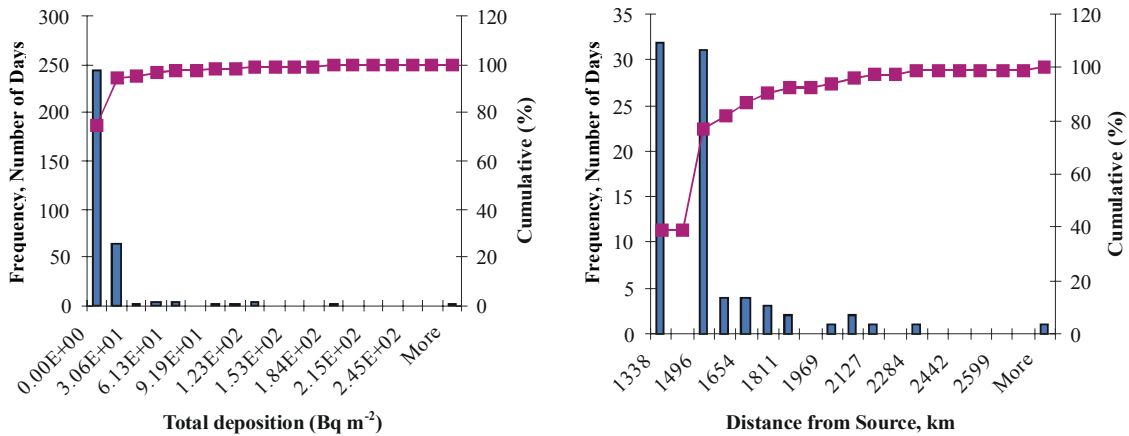 300
250
200
150
100
50
0
Frequency, Number of Days
120
100
80
60
40
20
0
Cumulative (%)
0.00E+00
3.06E+01
6.13E+01
9.19E+01
1.23E+02
1.53E+02
1.84E+02
2.15E+02
2.45E+02
More
Total deposition (Bq m-2)
35
30
25
20
15
10
5
0
Frequency, Number of Days
120
100
80
60
40
20
0
Cumulative (%)
1338
1496
1654
1811
1969
2127
2284
2442
2599
More
Distance from Source, km